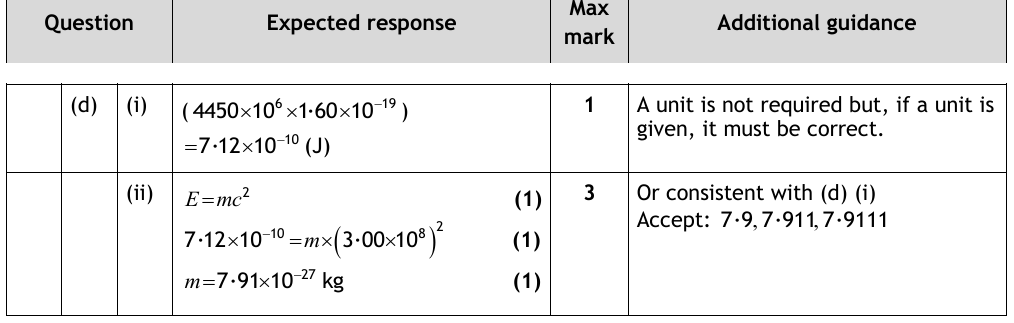 Question Expected response Max mark Additional guidance
(d) (i) (4450×10⁶×1·60×10⁻¹⁹) 1 A unit is not required but, if a unit is
=7·12×10⁻¹⁰ (J) given, it must be correct.
(ii) E=mc² (1) 3 Or consistent with (d) (i)
7·12×10⁻¹⁰=m×(3·00×10⁸)² (1) Accept: 7·9, 7·911, 7·9111
m=7·91×10⁻²⁷ kg (1)